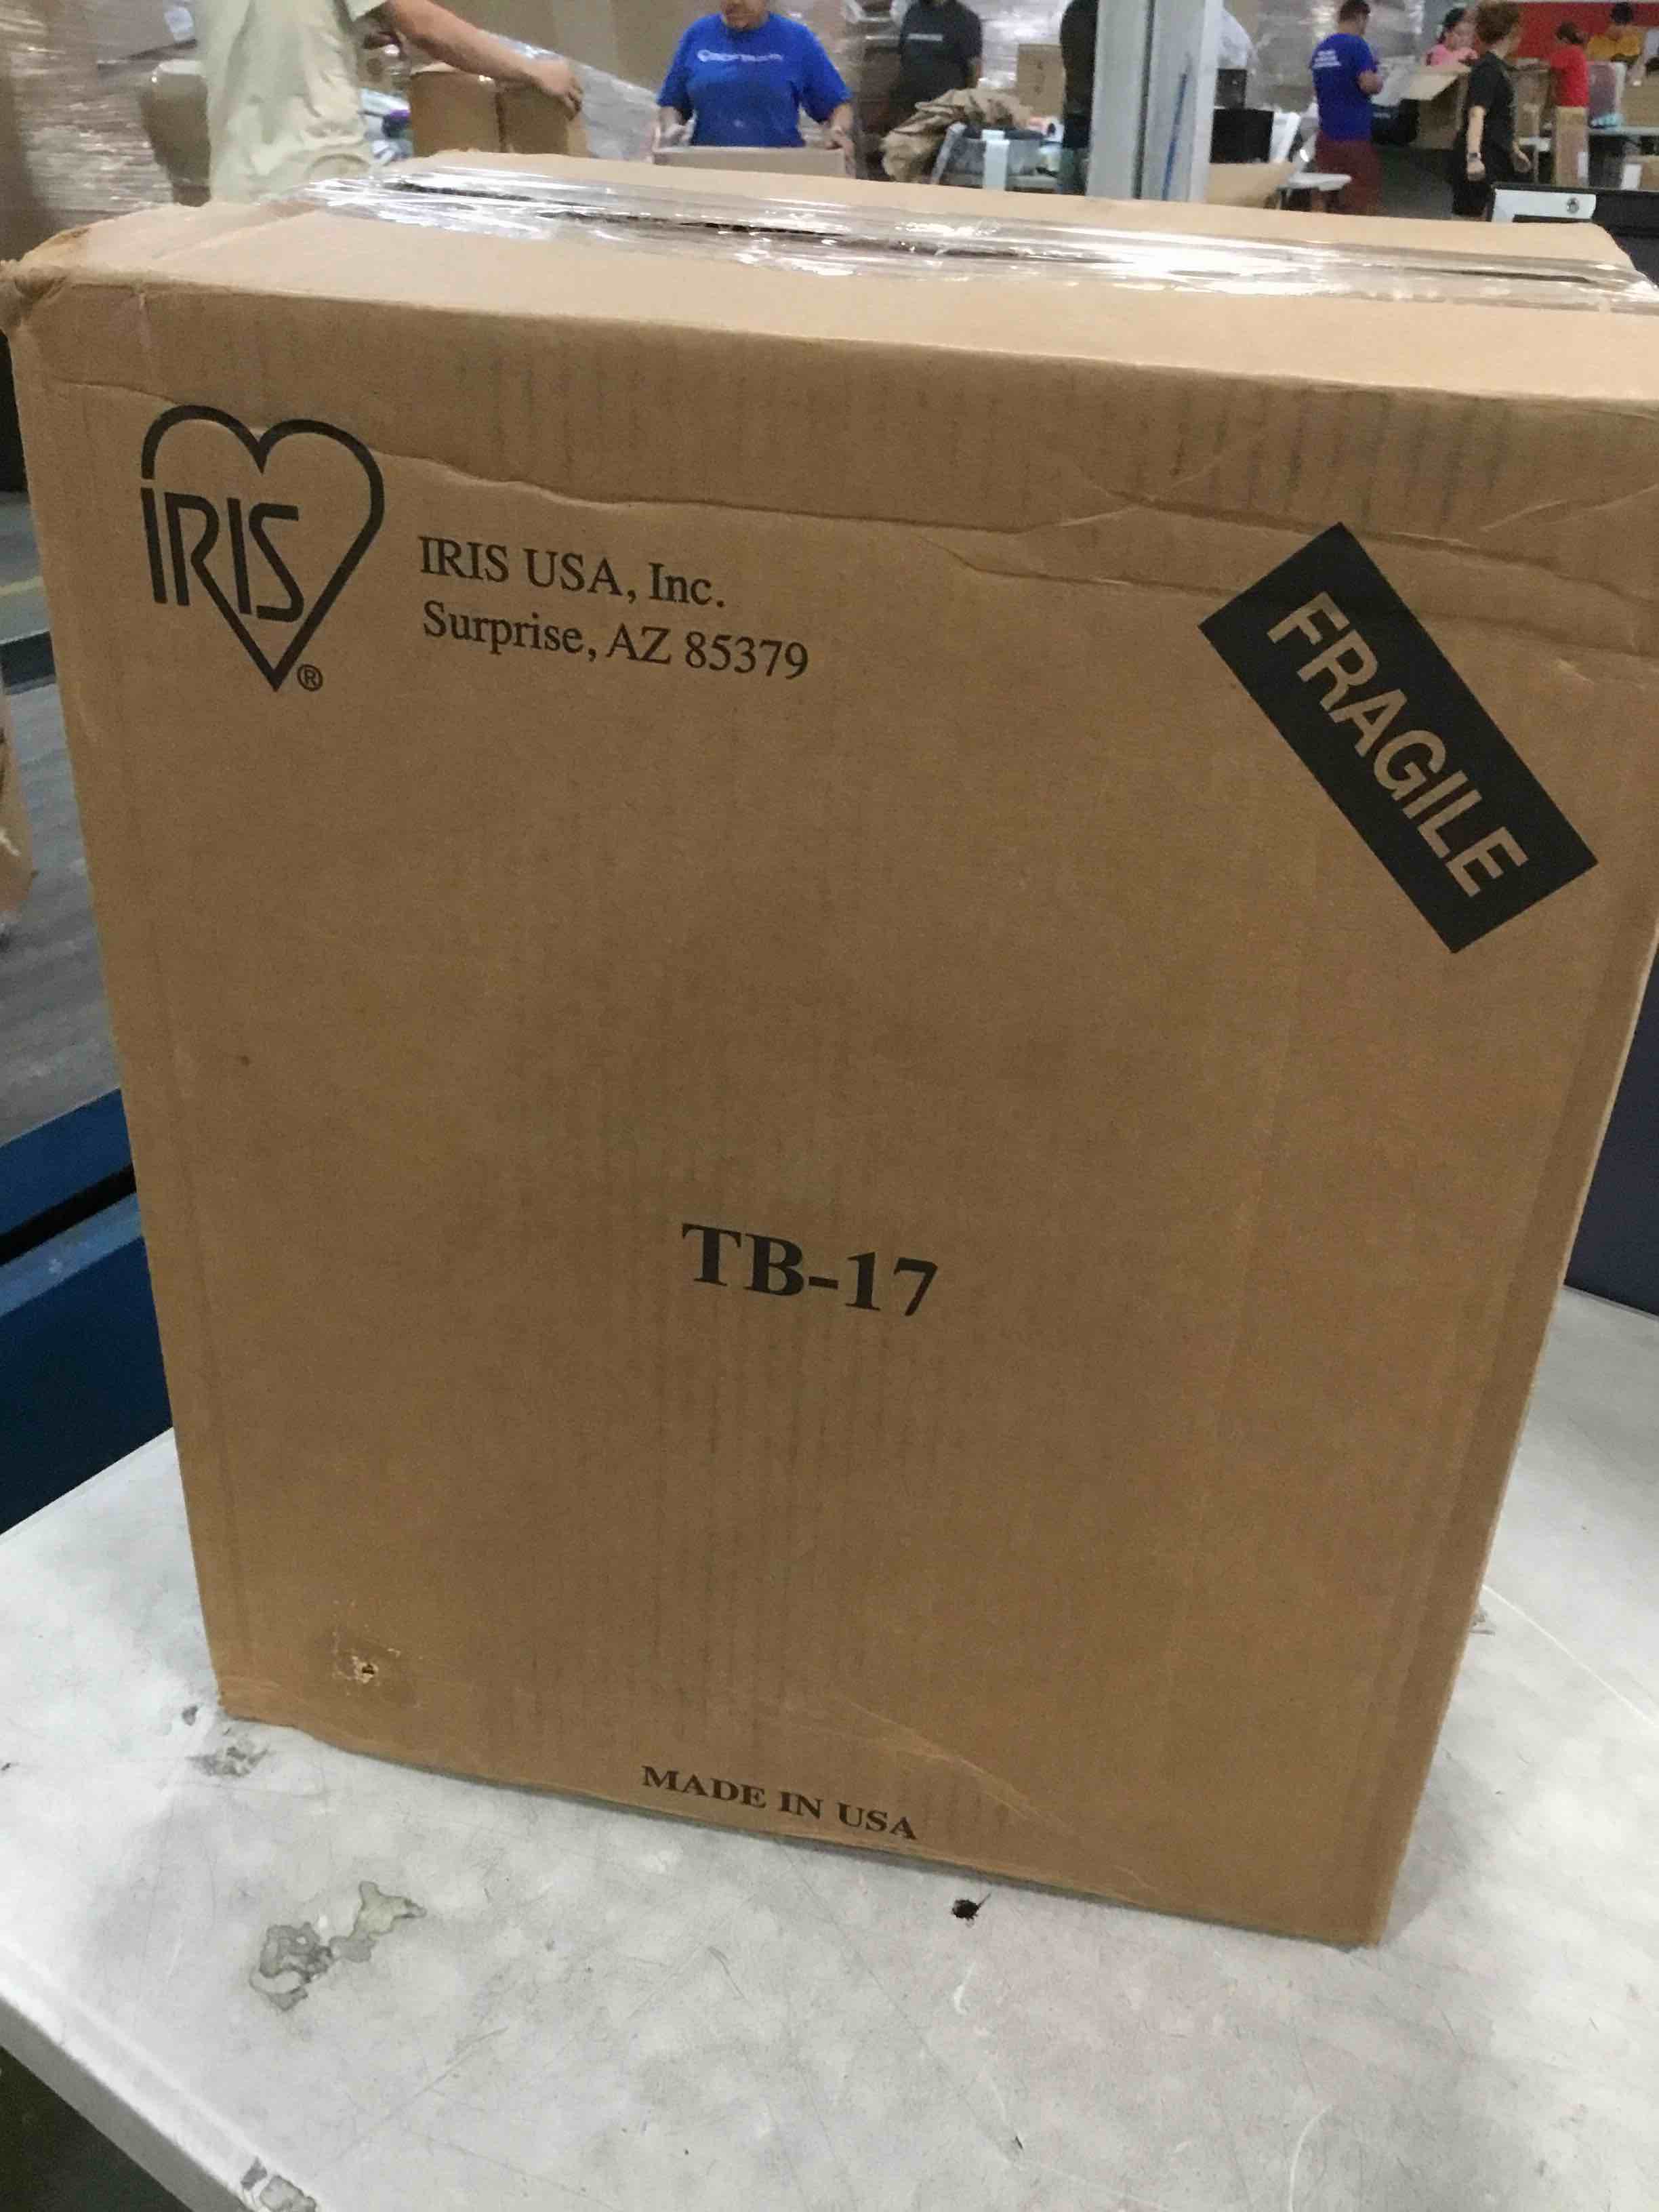 IRIS
®
IRIS USA, Inc.
Surprise, AZ 85379
FRAGILE
TB-17
MADE IN USA